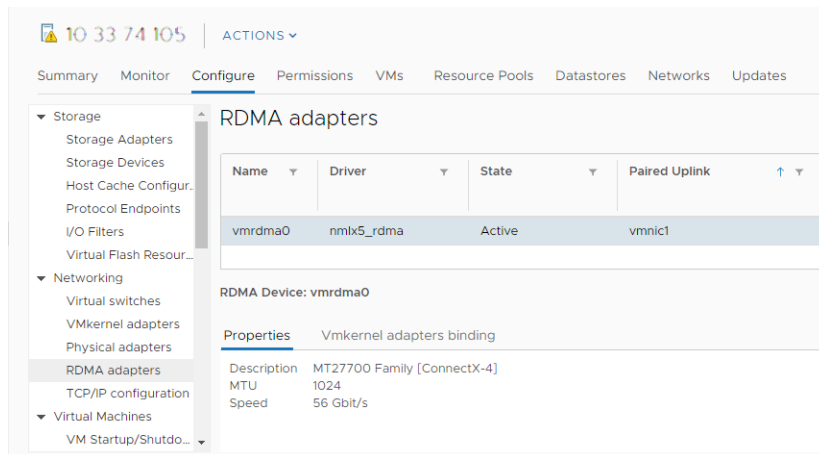 10 33 74 105 ACTIONS
Summary Monitor Configure Permissions VMs Resource Pools Datastores Networks Updates
Storage
Storage Adapters
Storage Devices
Host Cache Configur..
Protocol Endpoints
I/O Filters
Virtual Flash Resour...
Networking
Virtual switches
VMkernel adapters
Physical adapters
RDMA adapters
TCP/IP configuration
Virtual Machines
VM Startup/Shutdo...
RDMA adapters
Name Driver State Paired Uplink
vmrdma0 nmlx5_rdma Active vmnic1
RDMA Device: vmrdma0
Properties Vmkernel adapters binding
Description MT27700 Family [ConnectX-4]
MTU 1024
Speed 56 Gbit/s